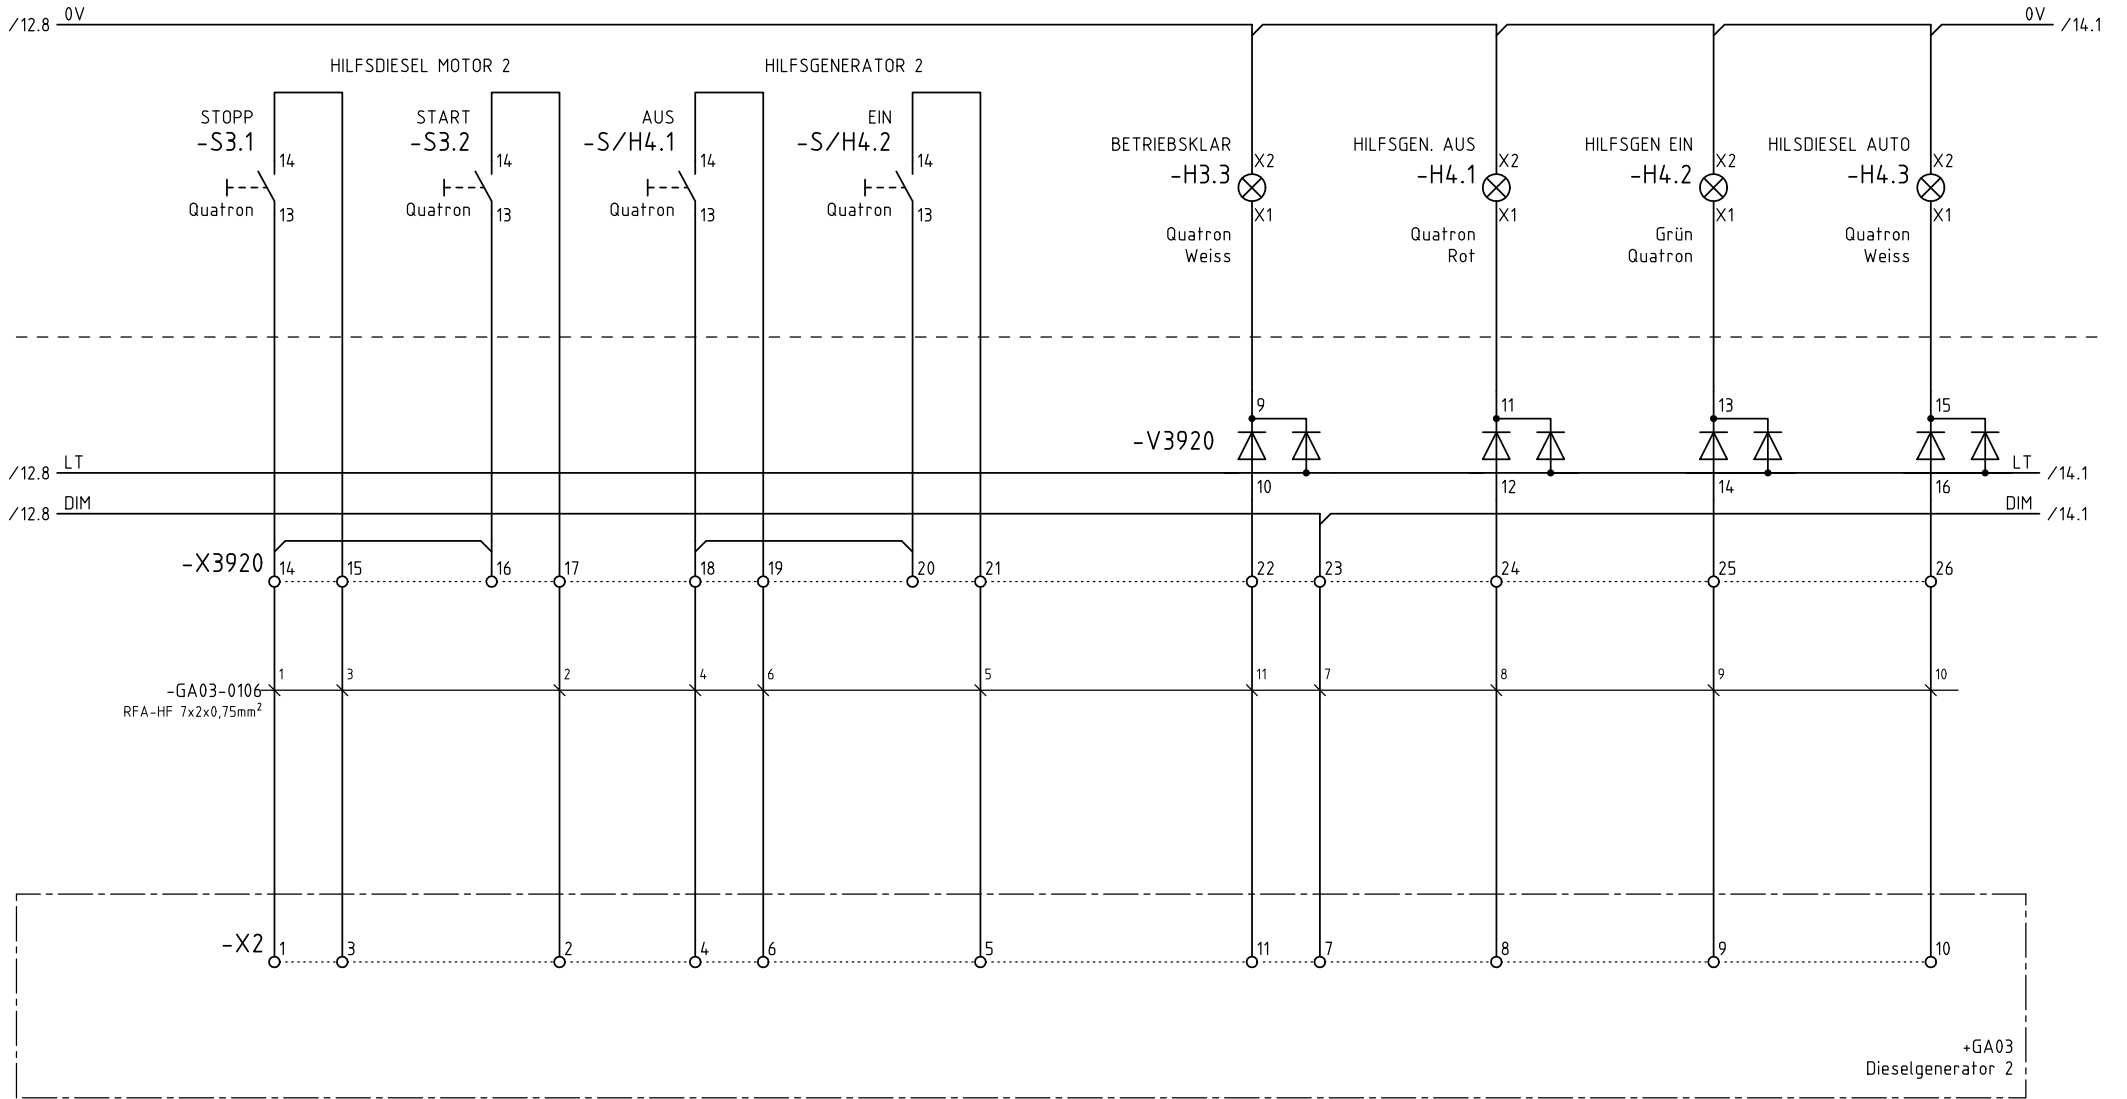 0V 0V
/12.8 /14.1
HILFSDIESEL MOTOR 2 HILFSGENERATOR 2
STOPP START AUS EIN
-S3.1 -S3.2 -S/H4.1 -S/H4.2
BETRIEBSKLAR HILFSGEN. AUS HILFSGEN EIN HILSDIESEL AUTO
14 14 14 14 X2 X2 X2 X2
-H3.3 -H4.1 -H4.2 -H4.3
Quatron Quatron Quatron Quatron
13 13 13 13 X1 X1 X1 X1
Quatron Quatron Grün Quatron
Weiss Rot Quatron Weiss
9 11 13 15
-V3920
LT LT
/12.8 /14.1
10 12 14 16
DIM DIM
/12.8 /14.1
-X3920 14 15 16 17 18 19 20 21 22 23 24 25 26
1 3 2 4 6 5 11 7 8 9 10
-GA03-0106
RFA-HF 7x2x0,75mm²
-X2 1 3 2 4 6 5 11 7 8 9 10
+GA03
Dieselgenerator 2